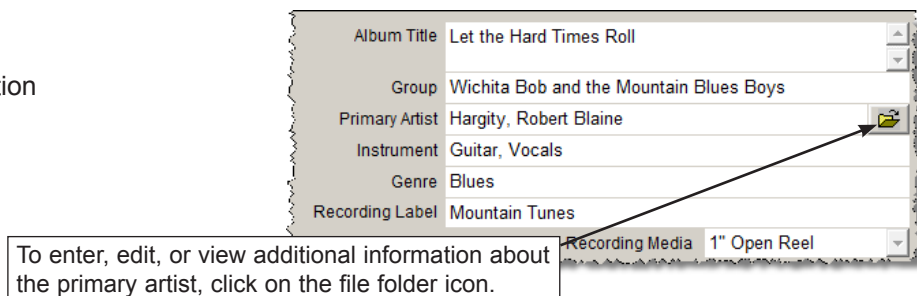 Album Title Let the Hard Times Roll
tion
Group Wichita Bob and the Mountain Blues Boys
Primary Artist Hargity, Robert Blaine
Instrument Guitar, Vocals
Genre Blues
Recording Label Mountain Tunes
Recording Media 1" Open Reel
To enter, edit, or view additional information about
the primary artist, click on the file folder icon.